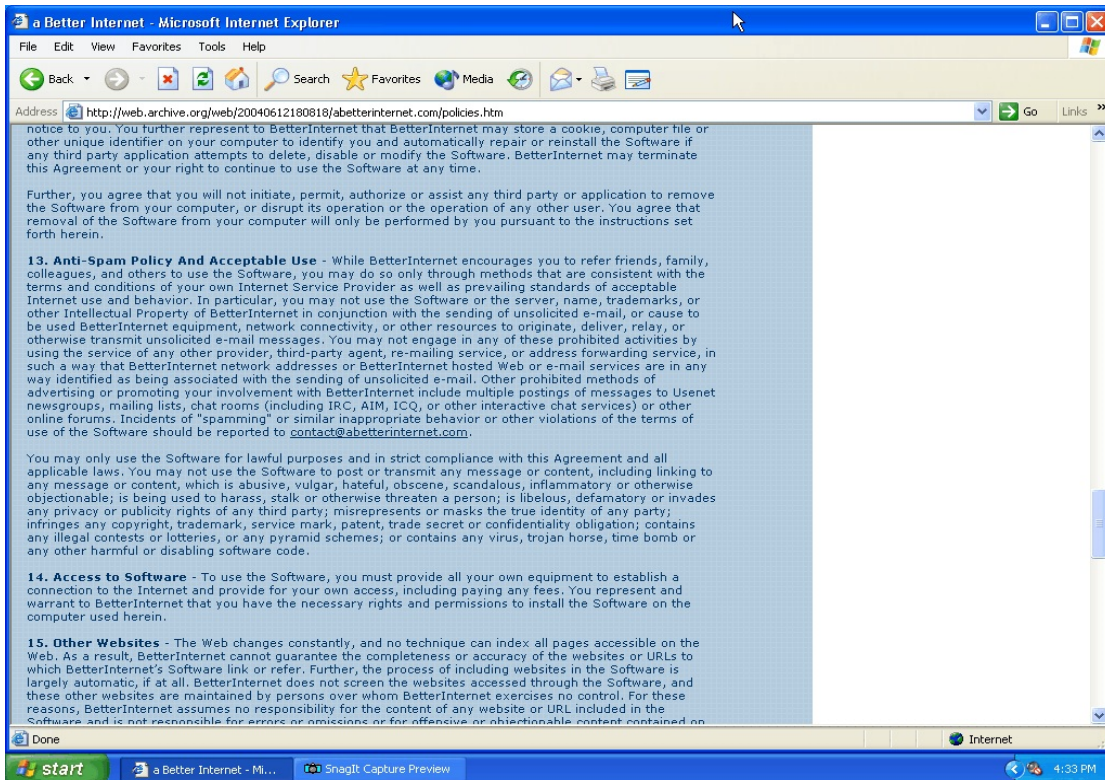 a Better Internet - Microsoft Internet Explorer
File Edit View Favorites Tools Help
Back Search Favorites Media
Address http://web.archive.org/web/20040612180818/abetterinternet.com/policies.htm Go Links »
notice to you. You further represent to BetterInternet that BetterInternet may store a cookie, computer file or
other unique identifier on your computer to identify you and automatically repair or reinstall the Software if
any third party application attempts to delete, disable or modify the Software. BetterInternet may terminate
this Agreement or your right to continue to use the Software at any time.
Further, you agree that you will not initiate, permit, authorize or assist any third party or application to remove
the Software from your computer, or disrupt its operation or the operation of any other user. You agree that
removal of the Software from your computer will only be performed by you pursuant to the instructions set
forth herein.
13. Anti-Spam Policy And Acceptable Use - While BetterInternet encourages you to refer friends, family,
colleagues, and others to use the Software, you may do so only through methods that are consistent with the
terms and conditions of your own Internet Service Provider as well as prevailing standards of acceptable
Internet use and behavior. In particular, you may not use the Software or the server, name, trademarks, or
other Intellectual Property of BetterInternet in conjunction with the sending of unsolicited e-mail, or cause to
be used BetterInternet equipment, network connectivity, or other resources to originate, deliver, relay, or
otherwise transmit unsolicited e-mail messages. You may not engage in any of these prohibited activities by
using the service of any other provider, third-party agent, re-mailing service, or address forwarding service, in
such a way that BetterInternet network addresses or BetterInternet hosted Web or e-mail services are in any
way identified as being associated with the sending of unsolicited e-mail. Other prohibited methods of
advertising or promoting your involvement with BetterInternet include multiple postings of messages to Usenet
newsgroups, mailing lists, chat rooms (including IRC, AIM, ICQ, or other interactive chat services) or other
online forums. Incidents of "spamming" or similar inappropriate behavior or other violations of the terms of
use of the Software should be reported to contact@abetterinternet.com.
You may only use the Software for lawful purposes and in strict compliance with this Agreement and all
applicable laws. You may not use the Software to post or transmit any message or content, including linking to
any message or content, which is abusive, vulgar, hateful, obscene, scandalous, inflammatory or otherwise
objectionable; is being used to harass, stalk or otherwise threaten a person; is libelous, defamatory or invades
any privacy or publicity rights of any third party; misrepresents or masks the true identity of any party;
infringes any copyright, trademark, service mark, patent, trade secret or confidentiality obligation; contains
any illegal contests or lotteries, or any pyramid schemes; or contains any virus, trojan horse, time bomb or
any other harmful or disabling software code.
14. Access to Software - To use the Software, you must provide all your own equipment to establish a
connection to the Internet and provide for your own access, including paying any fees. You represent and
warrant to BetterInternet that you have the necessary rights and permissions to install the Software on the
computer used herein.
15. Other Websites - The Web changes constantly, and no technique can index all pages accessible on the
Web. As a result, BetterInternet cannot guarantee the completeness or accuracy of the websites or URLs to
which BetterInternet's Software link or refer. Further, the process of including websites in the Software is
largely automatic, if at all. BetterInternet does not screen the websites accessed through the Software, and
these other websites are maintained by persons over whom BetterInternet exercises no control. For these
reasons, BetterInternet assumes no responsibility for the content of any website or URL included in the
Software and is not responsible for errors or omissions or for offensive or objectionable content contained on
Done Internet
start a Better Internet - Mi... SnagIt Capture Preview 4:33 PM